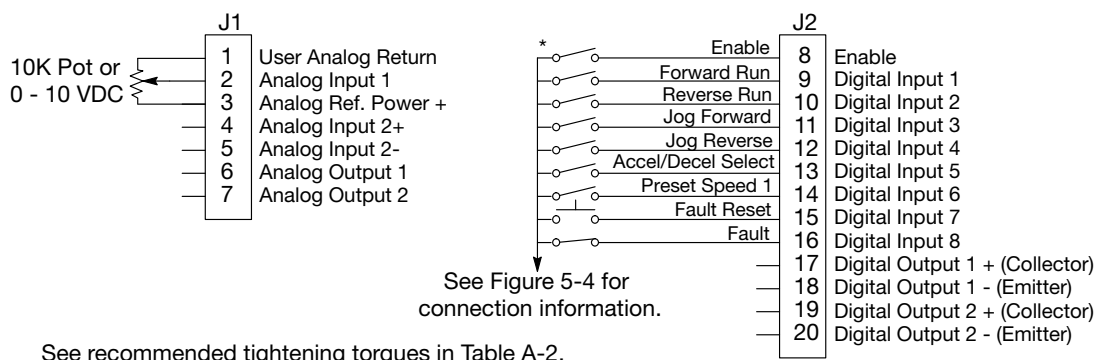 J1
10K Pot or
0 - 10 VDC
1 User Analog Return
2 Analog Input 1
3 Analog Ref. Power +
4 Analog Input 2+
5 Analog Input 2-
6 Analog Output 1
7 Analog Output 2
J2
*
Enable 8 Enable
Forward Run 9 Digital Input 1
Reverse Run 10 Digital Input 2
Jog Forward 11 Digital Input 3
Jog Reverse 12 Digital Input 4
Accel/Decel Select 13 Digital Input 5
Preset Speed 1 14 Digital Input 6
Fault Reset 15 Digital Input 7
Fault 16 Digital Input 8
17 Digital Output 1 + (Collector)
18 Digital Output 1 - (Emitter)
19 Digital Output 2 + (Collector)
20 Digital Output 2 - (Emitter)
See Figure 5-4 for
connection information.
See recommended tightening torques in Table A-2.